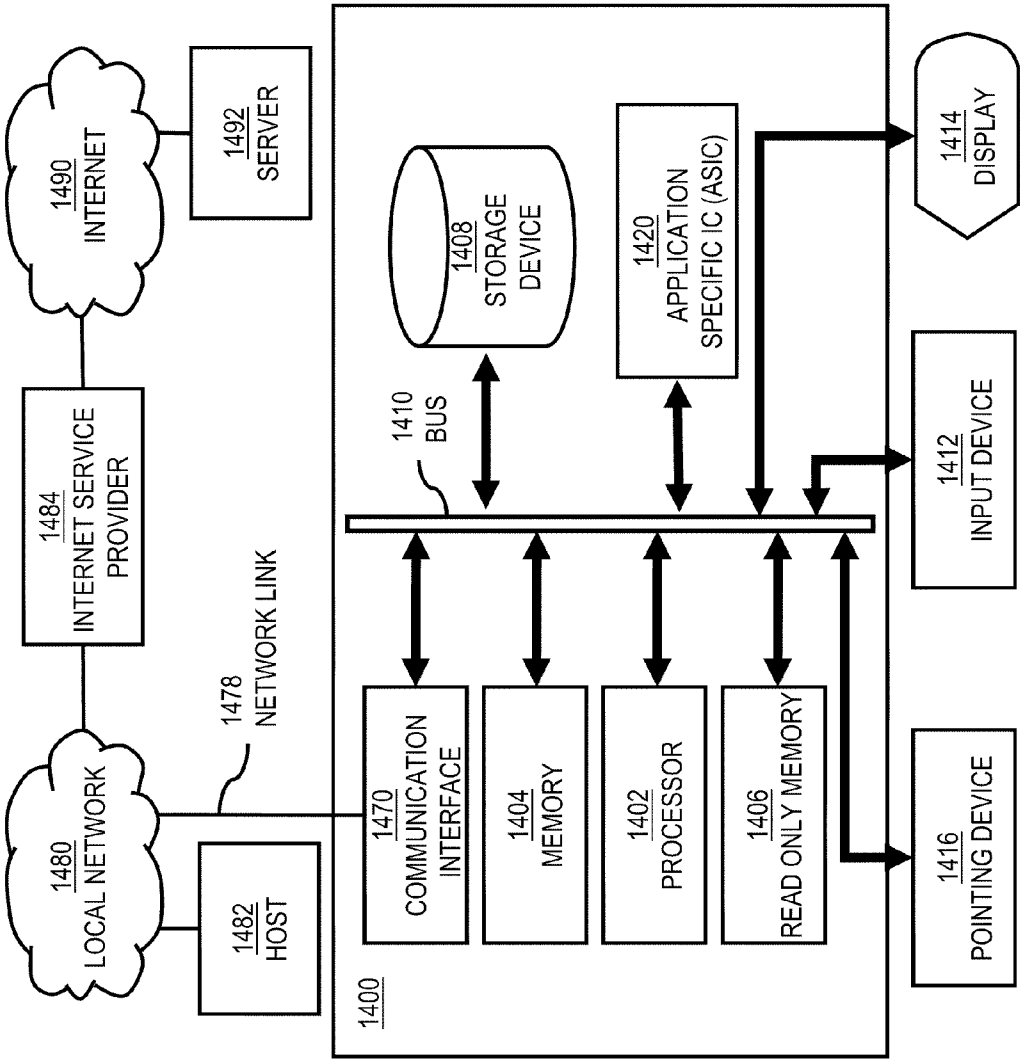 1480
LOCAL NETWORK
1484
INTERNET SERVICE
PROVIDER
1490
INTERNET
1482
HOST
1478
NETWORK LINK
1492
SERVER
1400
1470
COMMUNICATION
INTERFACE
1410
BUS
1408
STORAGE
DEVICE
1404
MEMORY
1402
PROCESSOR
1420
APPLICATION
SPECIFIC IC (ASIC)
1406
READ ONLY MEMORY
1416
POINTING DEVICE
1412
INPUT DEVICE
1414
DISPLAY